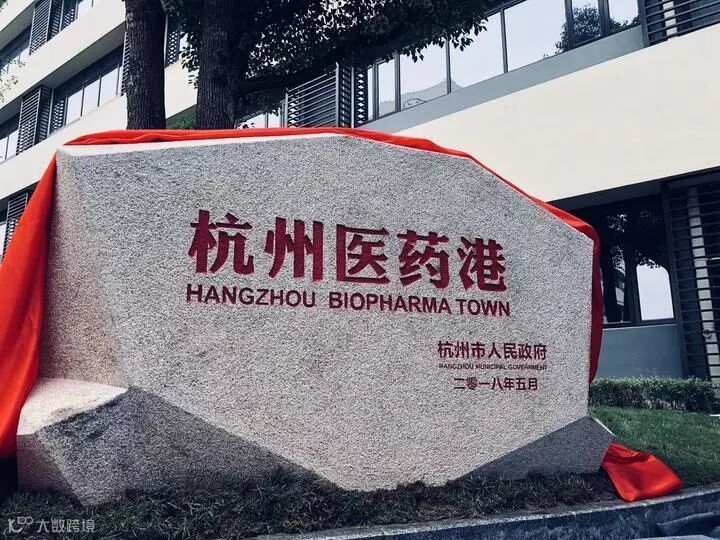 杭州医药港
HANGZHOU BIOPHARMA TOWN
杭州市人民政府
HANGZHOU MUNICIPAL GOVERNMENT
二零一八年五月
大数跨境